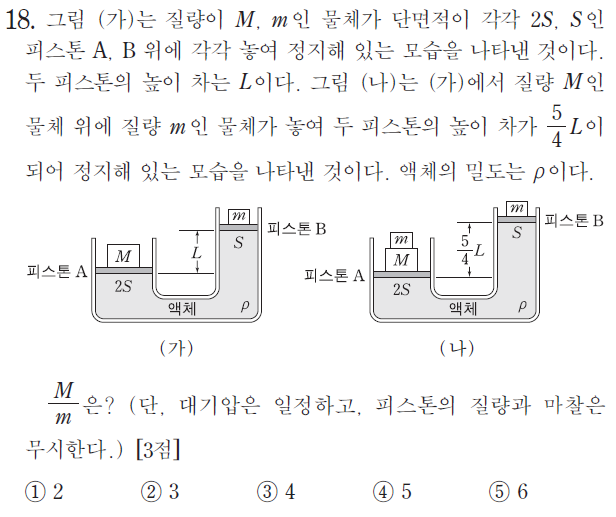 18. 그림 (가)는 질량이 M, m인 물체가 단면적이 각각 2S, S인
피스톤 A, B 위에 각각 놓여 정지해 있는 모습을 나타낸 것이다.
두 피스톤의 높이 차는 L이다. 그림 (나)는 (가)에서 질량 M인
물체 위에 질량 m인 물체가 놓여 두 피스톤의 높이 차가 5/4 L이
되어 정지해 있는 모습을 나타낸 것이다. 액체의 밀도는 ρ이다.
m
피스톤 B
S
L
M
피스톤 A
2S
액체
ρ
(가)
m
피스톤 B
S
5/4 L
m
M
피스톤 A
2S
액체
ρ
(나)
M/m 은? (단, 대기압은 일정하고, 피스톤의 질량과 마찰은
무시한다.) [3점]
① 2 ② 3 ③ 4 ④ 5 ⑤ 6